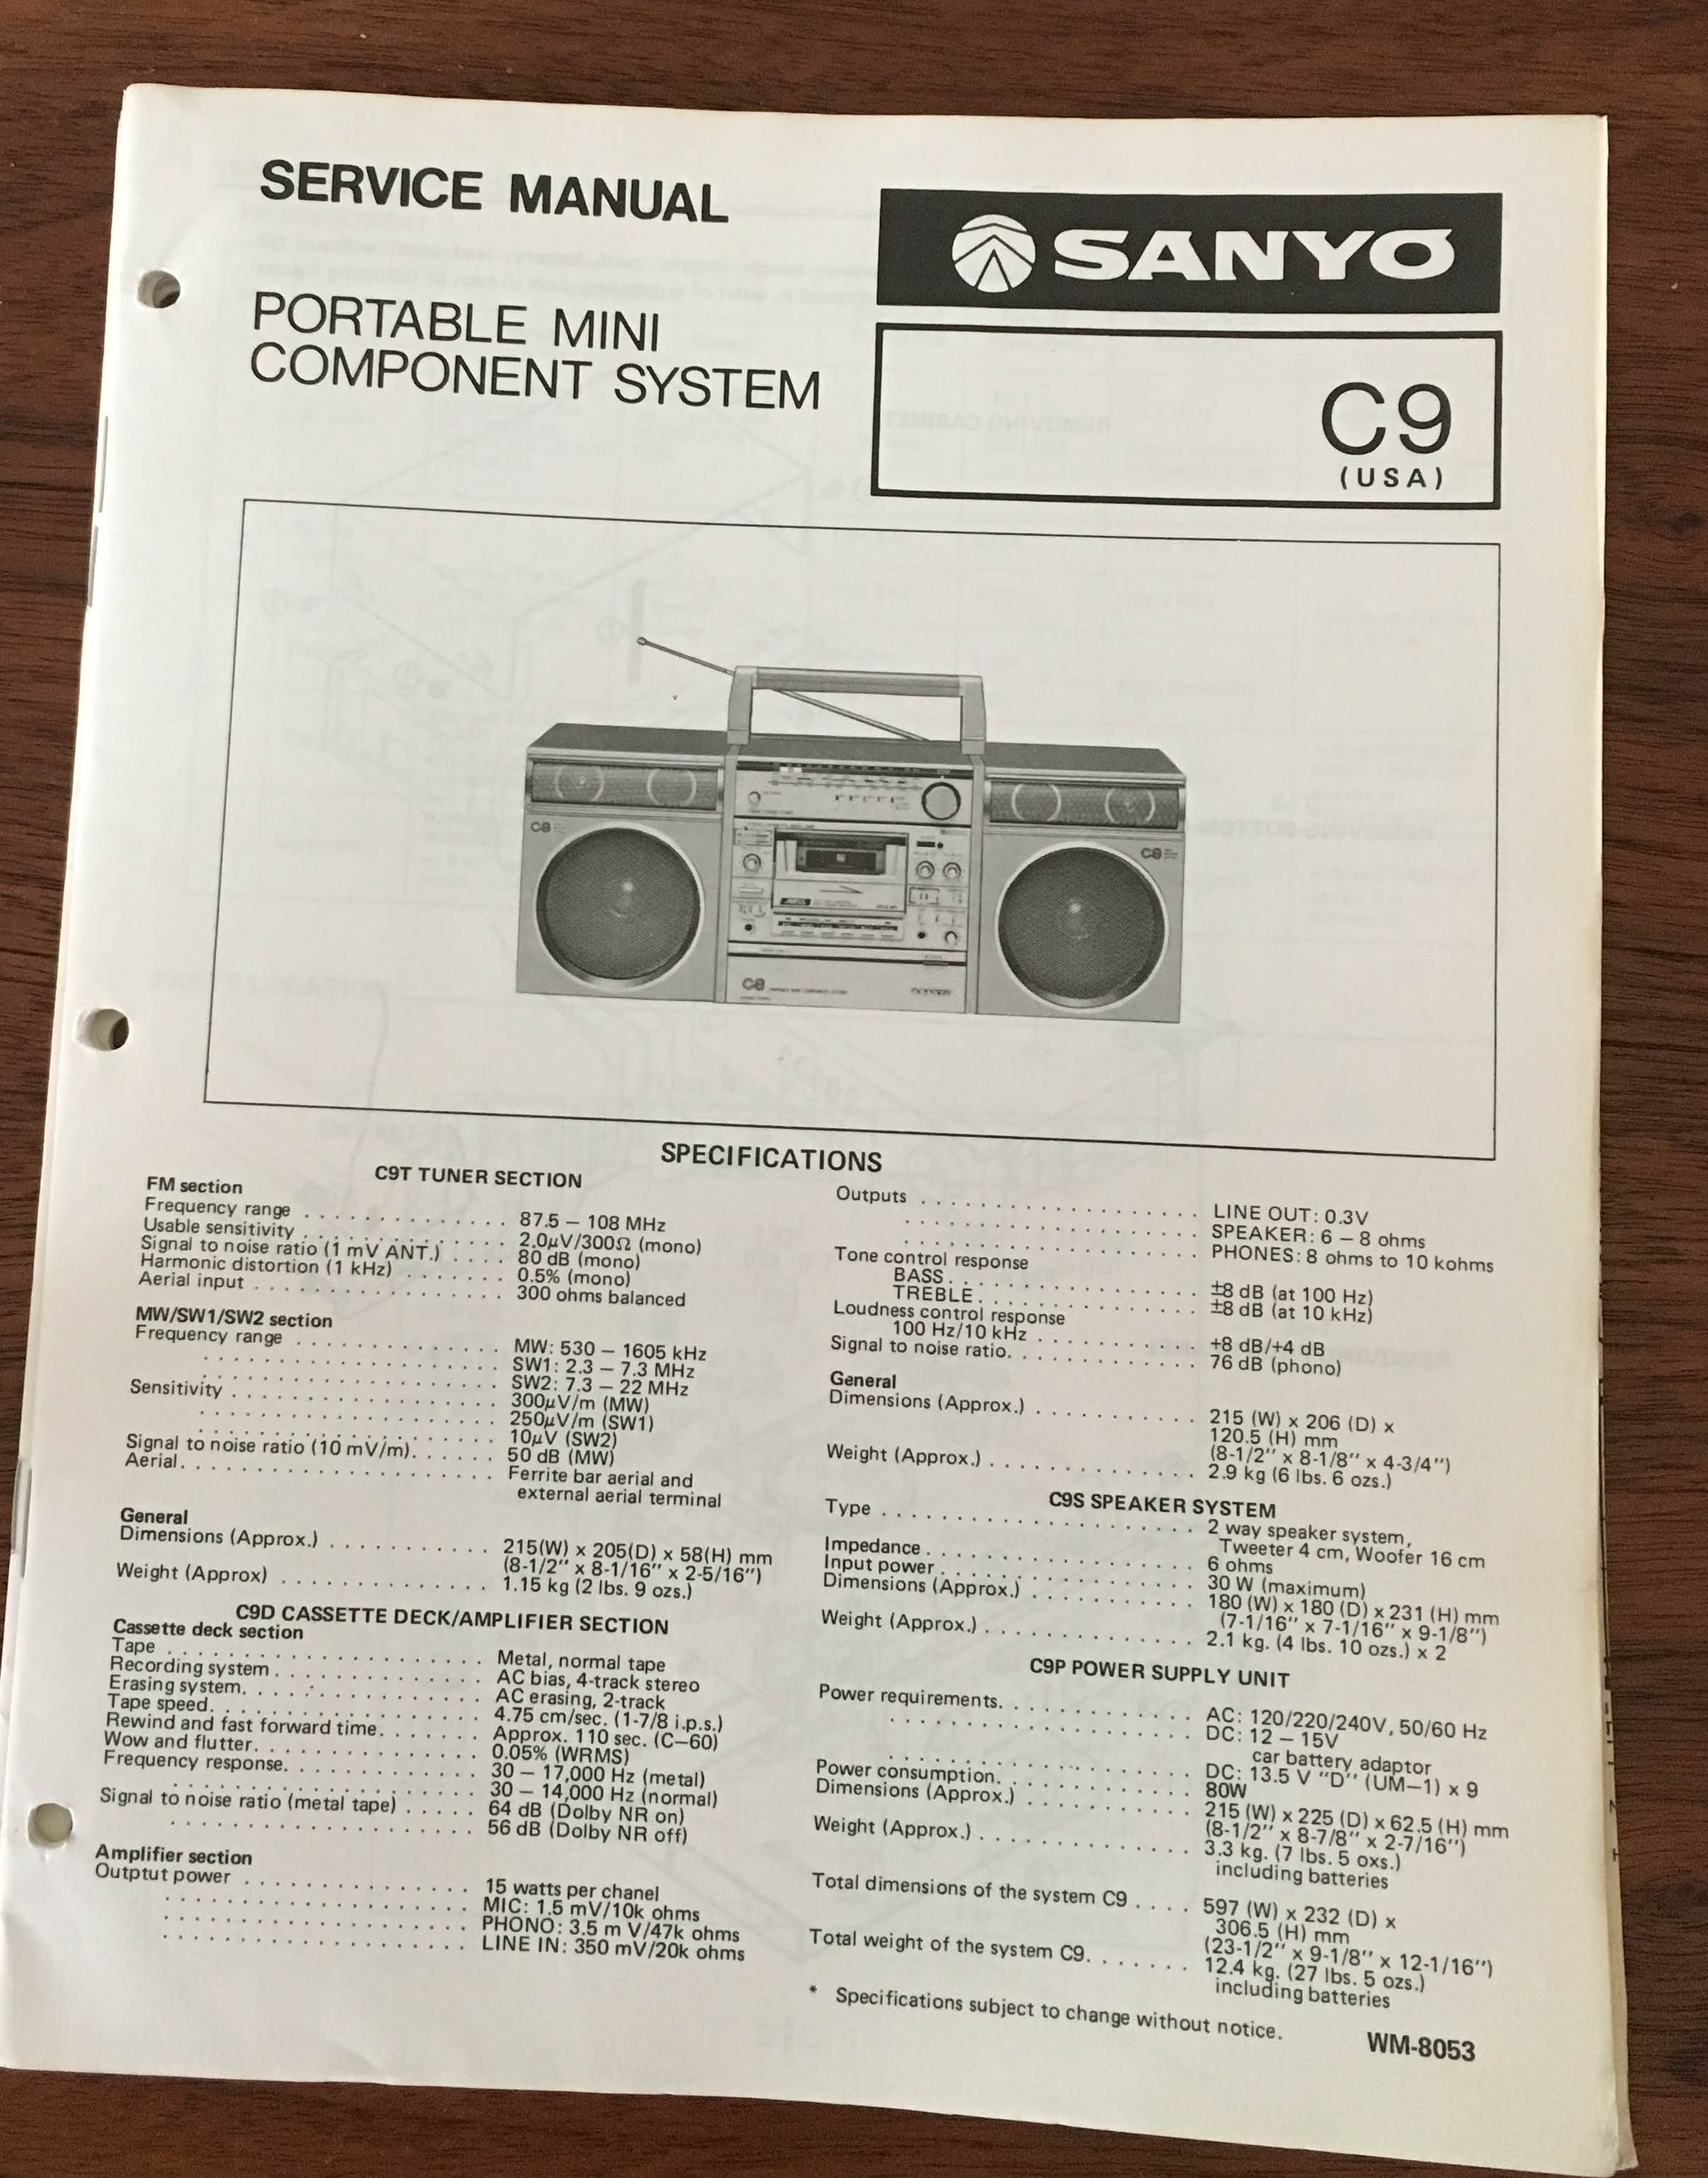 SERVICE MANUAL
SANYO
PORTABLE MINI
COMPONENT SYSTEM
C9
(USA)
SPECIFICATIONS
C9T TUNER SECTION
FM section
Frequency range . . . . . . . . . . . . . . 87.5 – 108 MHz
Usable sensitivity . . . . . . . . . . . . . . 2.0μV/300Ω (mono)
Signal to noise ratio (1 mV ANT.) . . . . 80 dB (mono)
Harmonic distortion (1 kHz) . . . . . . . 0.5% (mono)
Aerial input . . . . . . . . . . . . . . . . . 300 ohms balanced
MW/SW1/SW2 section
Frequency range . . . . . . . . . . . . . . MW: 530 – 1605 kHz
. . . . . . . . . . . . . . . . . . . . SW1: 2.3 – 7.3 MHz
. . . . . . . . . . . . . . . . . . . . SW2: 7.3 – 22 MHz
Sensitivity . . . . . . . . . . . . . . . . . . 300μV/m (MW)
. . . . . . . . . . . . . . . . . . . . 250μV/m (SW1)
. . . . . . . . . . . . . . . . . . . . 10μV (SW2)
Signal to noise ratio (10 mV/m). . . . . . 50 dB (MW)
Aerial. . . . . . . . . . . . . . . . . . . . . Ferrite bar aerial and
external aerial terminal
General
Dimensions (Approx.) . . . . . . . . . . . 215(W) x 205(D) x 58(H) mm
(8-1/2" x 8-1/16" x 2-5/16")
Weight (Approx) . . . . . . . . . . . . . . 1.15 kg (2 lbs. 9 ozs.)
C9D CASSETTE DECK/AMPLIFIER SECTION
Cassette deck section
Tape . . . . . . . . . . . . . . . . . . . . . Metal, normal tape
Recording system . . . . . . . . . . . . . . AC bias, 4-track stereo
Erasing system. . . . . . . . . . . . . . . . AC erasing, 2-track
Tape speed. . . . . . . . . . . . . . . . . . 4.75 cm/sec. (1-7/8 i.p.s.)
Rewind and fast forward time. . . . . . . Approx. 110 sec. (C–60)
Wow and flutter. . . . . . . . . . . . . . . 0.05% (WRMS)
Frequency response. . . . . . . . . . . . . 30 – 17,000 Hz (metal)
. . . . . . . . . . . . . . . . . . . . 30 – 14,000 Hz (normal)
Signal to noise ratio (metal tape) . . . . . 64 dB (Dolby NR on)
. . . . . . . . . . . . . . . . . . . . 56 dB (Dolby NR off)
Amplifier section
Outptut power . . . . . . . . . . . . . . . 15 watts per chanel
. . . . . . . . . . . . . . . . . . . . MIC: 1.5 mV/10k ohms
. . . . . . . . . . . . . . . . . . . . PHONO: 3.5 m V/47k ohms
. . . . . . . . . . . . . . . . . . . . LINE IN: 350 mV/20k ohms
Outputs . . . . . . . . . . . . . . . . . . . LINE OUT: 0.3V
. . . . . . . . . . . . . . . . . . . . SPEAKER: 6 – 8 ohms
. . . . . . . . . . . . . . . . . . . . PHONES: 8 ohms to 10 kohms
Tone control response
BASS. . . . . . . . . . . . . . . . . ±8 dB (at 100 Hz)
TREBLE. . . . . . . . . . . . . . . ±8 dB (at 10 kHz)
Loudness control response
100 Hz/10 kHz . . . . . . . . . . . +8 dB/+4 dB
Signal to noise ratio. . . . . . . . . . . . . 76 dB (phono)
General
Dimensions (Approx.) . . . . . . . . . . . 215 (W) x 206 (D) x
120.5 (H) mm
(8-1/2" x 8-1/8" x 4-3/4")
Weight (Approx.) . . . . . . . . . . . . . . 2.9 kg (6 lbs. 6 ozs.)
C9S SPEAKER SYSTEM
Type . . . . . . . . . . . . . . . . . . . . . 2 way speaker system,
Tweeter 4 cm, Woofer 16 cm
Impedance. . . . . . . . . . . . . . . . . . 6 ohms
Input power. . . . . . . . . . . . . . . . . 30 W (maximum)
Dimensions (Approx.) . . . . . . . . . . . 180 (W) x 180 (D) x 231 (H) mm
(7-1/16" x 7-1/16" x 9-1/8")
Weight (Approx.) . . . . . . . . . . . . . . 2.1 kg. (4 lbs. 10 ozs.) x 2
C9P POWER SUPPLY UNIT
Power requirements. . . . . . . . . . . . . AC: 120/220/240V, 50/60 Hz
. . . . . . . . . . . . . . . . . . . . DC: 12 – 15V
car battery adaptor
. . . . . . . . . . . . . . . . . . . . DC: 13.5 V "D" (UM–1) x 9
Power consumption. . . . . . . . . . . . . 80W
Dimensions (Approx.) . . . . . . . . . . . 215 (W) x 225 (D) x 62.5 (H) mm
(8-1/2" x 8-7/8" x 2-7/16")
Weight (Approx.) . . . . . . . . . . . . . . 3.3 kg. (7 lbs. 5 oxs.)
including batteries
Total dimensions of the system C9 . . . . 597 (W) x 232 (D) x
306.5 (H) mm
(23-1/2" x 9-1/8" x 12-1/16")
Total weight of the system C9. . . . . . . 12.4 kg. (27 lbs. 5 ozs.)
including batteries
* Specifications subject to change without notice.
WM-8053